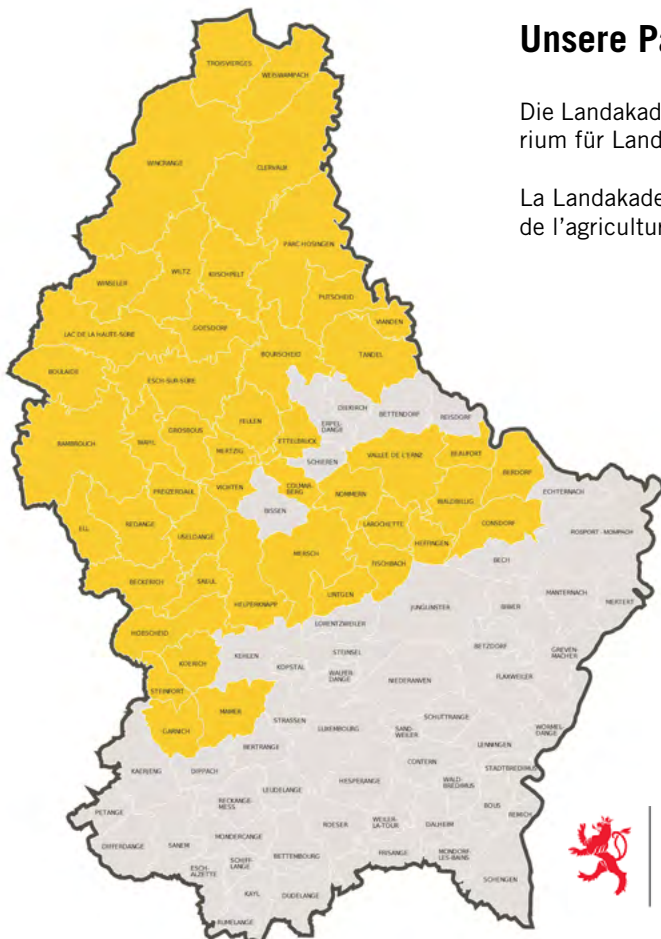 Unsere Pa
Die Landakad
rium für Land
La Landakade
de l'agricultur
TROISVIERGES
WEISWAMPACH
WINCRANGE
CLERVAUX
PARC HOSINGEN
WILTZ
KIISCHPELT
WINSELER
PUTSCHEID
VIANDEN
GOESDORF
LAC DE LA HAUTE-SÛRE
BOURSCHEID
TANDEL
BOULAIDE
ESCH-SUR-SÛRE
DIEKIRCH
BETTENDORF
REISDORF
FEULEN
ERPEL-
DANGE
GROSBOUS
ETTELBRUCK
RAMBROUCH
WAHL
MERTZIG
SCHIEREN
VALLÉE DE L'ERNZ
BEAUFORT
BERDORF
VICHTEN
COLMAR-
BERG
NOMMERN
ECHTERNACH
PREIZERDAUL
WALDBILLIG
BISSEN
ELL
REDANGE
LAROCHETTE
CONSDORF
ROSPORT - MOMPACH
USELDANGE
HEFFINGEN
MERSCH
FISCHBACH
BECH
BECKERICH
SAEUL
LINTGEN
MANTERNACH
HELPERKNAPP
JUNGLINSTER
BIWER
MERTERT
LORENTZWEILER
HOBSCHEID
STEINSEL
BETZDORF
GREVEN-
MACHER
KOERICH
KEHLEN
KOPSTAL
WALFER-
DANGE
NIEDERANVEN
FLAXWEILER
STEINFORT
MAMER
SCHUTTRANGE
GARNICH
STRASSEN
LUXEMBOURG
SAND-
WEILER
WORMEL-
DANGE
BERTRANGE
LENNINGEN
CONTERN
KAERJENG
DIPPACH
STADTBREDIMUS
HESPERANGE
WALD-
BREDIMUS
LEUDELANGE
RECKANGE-
MESS
BOUS
REMICH
PETANGE
ROESER
WEILER-
LA-TOUR
DALHEIM
MONDERCANGE
DIFFERDANGE
SANEM
FRISANGE
MONDORF-
LES-BAINS
SCHIFF-
LANGE
BETTEMBOURG
ESCH-
ALZETTE
SCHENGEN
KAYL
DUDELANGE
RUMELANGE